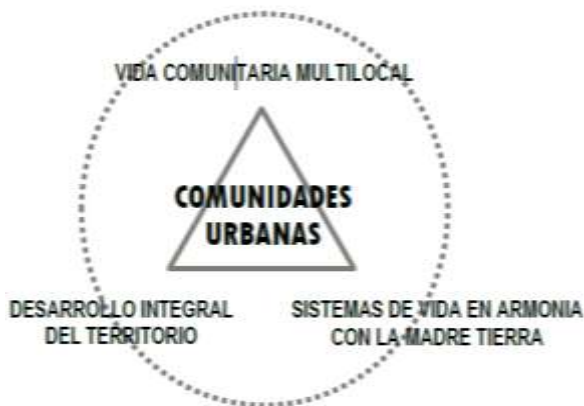 VIDA COMUNITARIA MULTILOCAL
COMUNIDADES
URBANAS
DESARROLLO INTEGRAL
DEL TERRITORIO
SISTEMAS DE VIDA EN ARMONIA
CON LA MADRE TIERRA